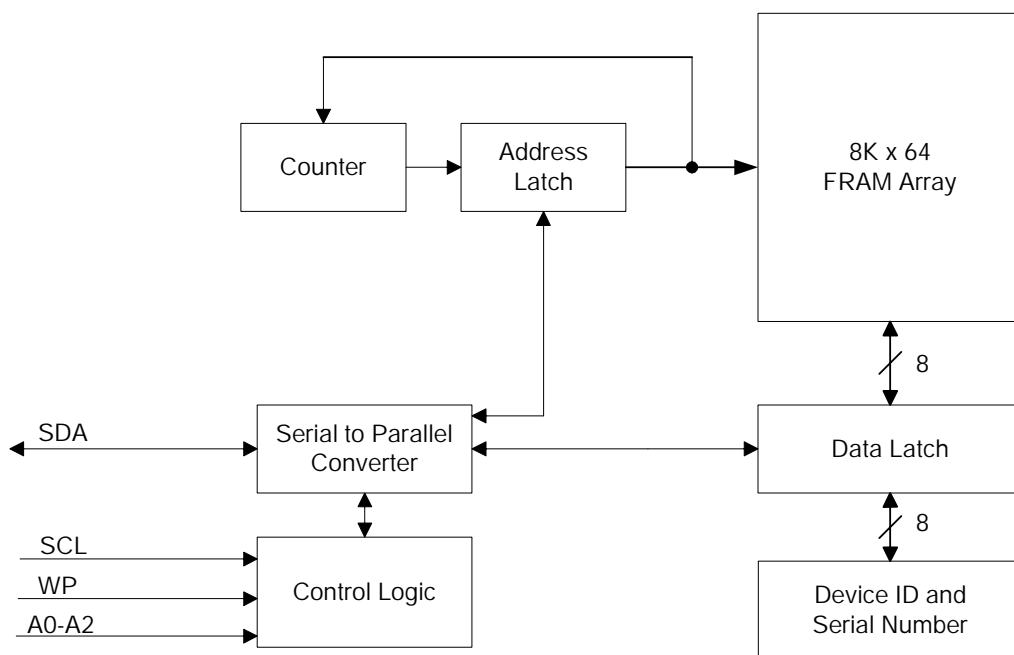 Counter
Address
Latch
8K x 64
FRAM Array
8
SDA
Serial to Parallel
Converter
Data Latch
8
SCL
WP
A0-A2
Control Logic
Device ID and
Serial Number